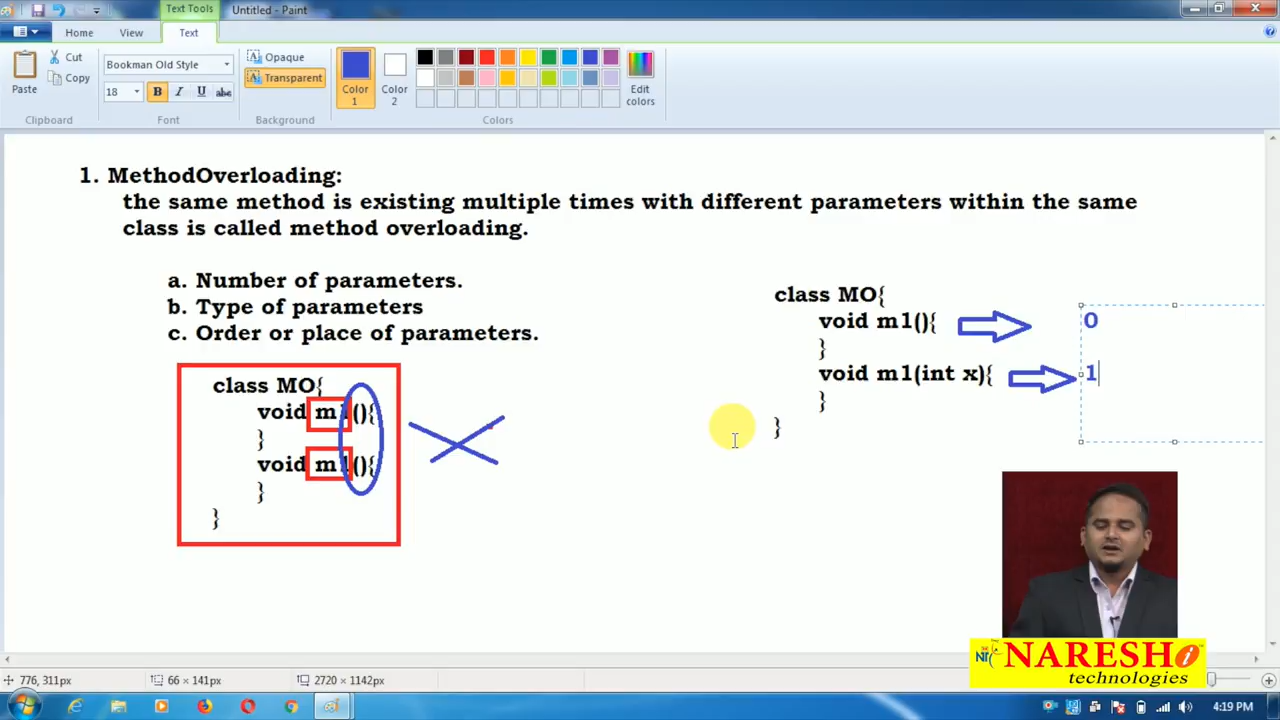 Text Tools
Untitled - Paint
Home
View
Text
Paste
Cut
Copy
Clipboard
Bookman Old Style
18
B
I
U
abc
Font
Opaque
Transparent
Background
Color
1
Color
2
Edit
colors
Colors
1. MethodOverloading:
the same method is existing multiple times with different parameters within the same
class is called method overloading.
a. Number of parameters.
b. Type of parameters
c. Order or place of parameters.
class MO{
void m1(){
}
void m1(){
}
}
class MO{
void m1(){
}
void m1(int x){
}
}
0
1
NARESH i
technologies
776, 311px
66 × 141px
2720 × 1142px
4:19 PM